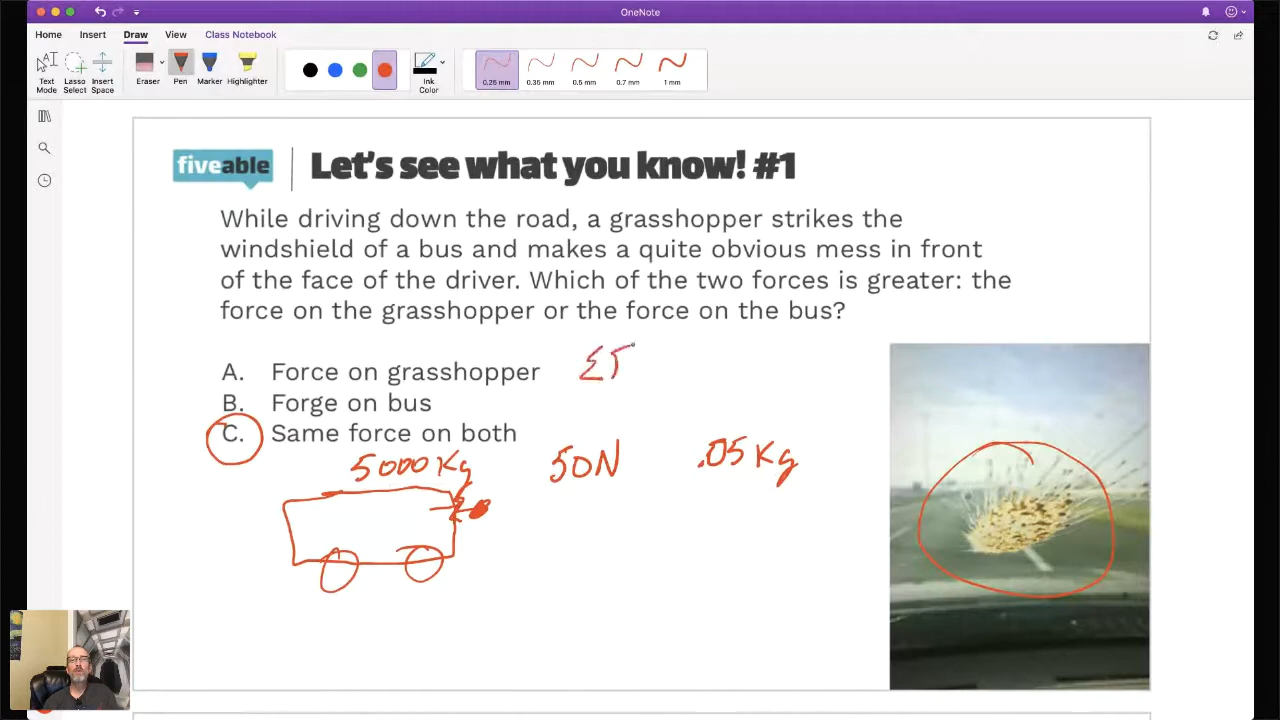 OneNote
Home Insert Draw View Class Notebook
Text Mode Lasso Select Insert Space Eraser Pen Marker Highlighter Ink Color 0.25 mm 0.35 mm 0.5 mm 0.7 mm 1 mm
fiveable Let's see what you know! #1
While driving down the road, a grasshopper strikes the
windshield of a bus and makes a quite obvious mess in front
of the face of the driver. Which of the two forces is greater: the
force on the grasshopper or the force on the bus?
A. Force on grasshopper
B. Forge on bus
C. Same force on both
5000 Kg 50N .05 Kg